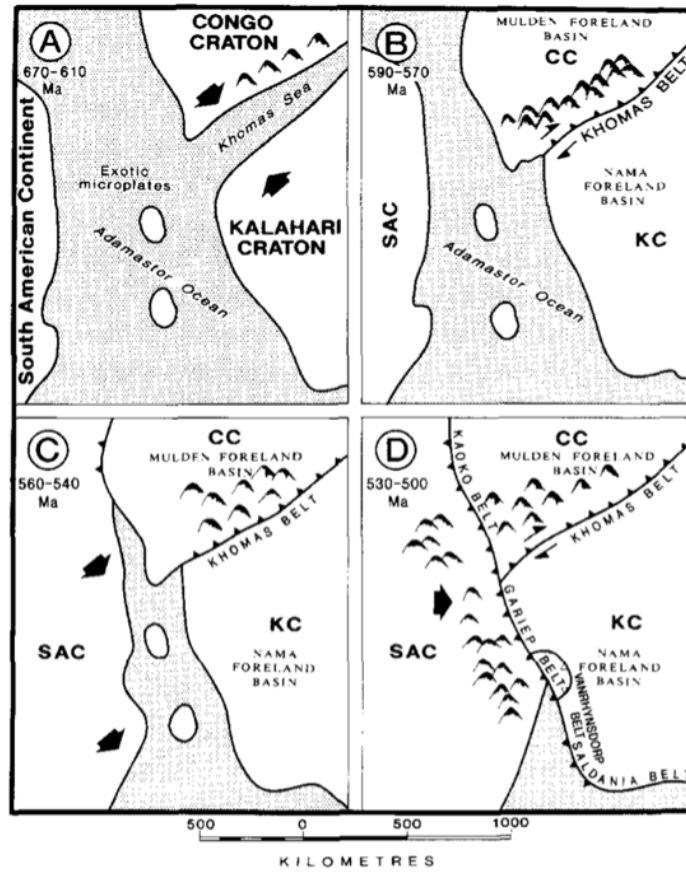 A
670–610
Ma
CONGO
CRATON
Khomas Sea
Exotic
microplates
KALAHARI
CRATON
Adamastor Ocean
South American Continent
B
590–570
Ma
MULDEN FORELAND
BASIN
CC
KHOMAS BELT
NAMA
FORELAND
BASIN
KC
SAC
Adamastor Ocean
C
560–540
Ma
CC
MULDEN FORELAND
BASIN
KHOMAS BELT
KC
NAMA
FORELAND
BASIN
SAC
D
530–500
Ma
CC
MULDEN FORELAND
BASIN
KAOKO BELT
KHOMAS BELT
GARIEP BELT
KC
NAMA
FORELAND
BASIN
SAC
VANRHYNSDORP
BELT
SALDANIA BELT
500 0 500 1000
KILOMETRES